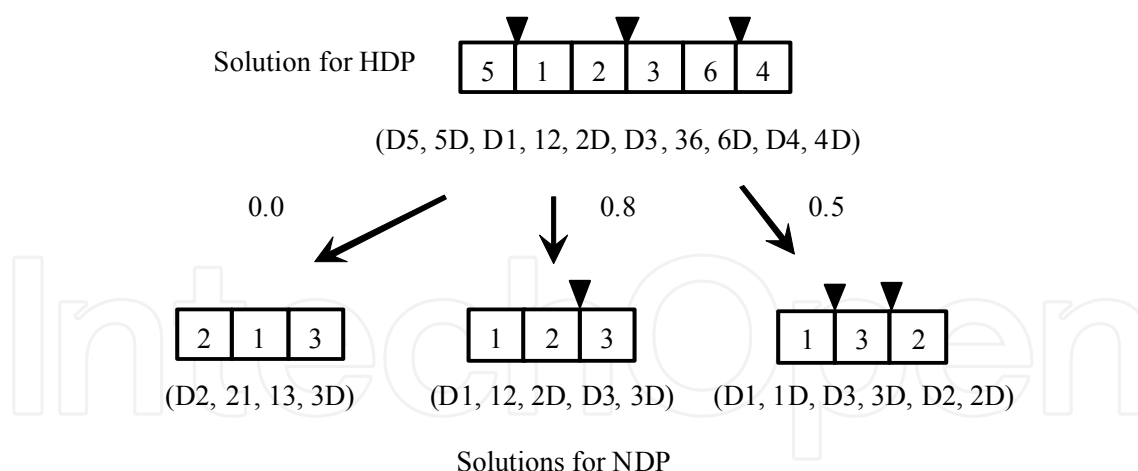 Solution for HDP 5 1 2 3 6 4
(D5, 5D, D1, 12, 2D, D3, 36, 6D, D4, 4D)
0.0 0.8 0.5
2 1 3 1 2 3 1 3 2
(D2, 21, 13, 3D) (D1, 12, 2D, D3, 3D) (D1, 1D, D3, 3D, D2, 2D)
Solutions for NDP
IntechOpen